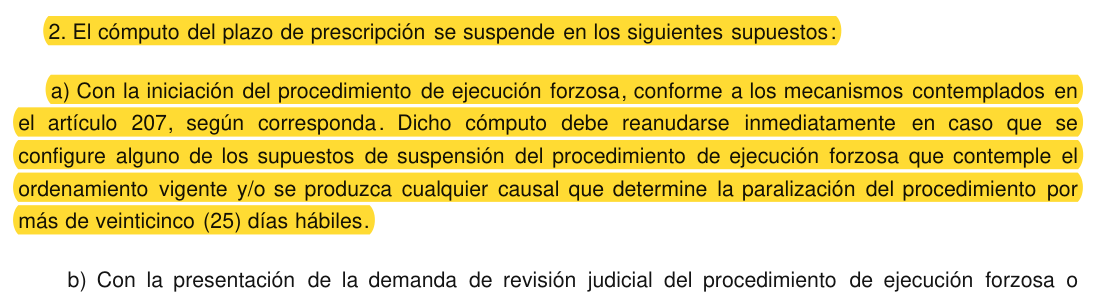 2. El cómputo del plazo de prescripción se suspende en los siguientes supuestos:
a) Con la iniciación del procedimiento de ejecución forzosa, conforme a los mecanismos contemplados en
el artículo 207, según corresponda. Dicho cómputo debe reanudarse inmediatamente en caso que se
configure alguno de los supuestos de suspensión del procedimiento de ejecución forzosa que contemple el
ordenamiento vigente y/o se produzca cualquier causal que determine la paralización del procedimiento por
más de veinticinco (25) días hábiles.
b) Con la presentación de la demanda de revisión judicial del procedimiento de ejecución forzosa o